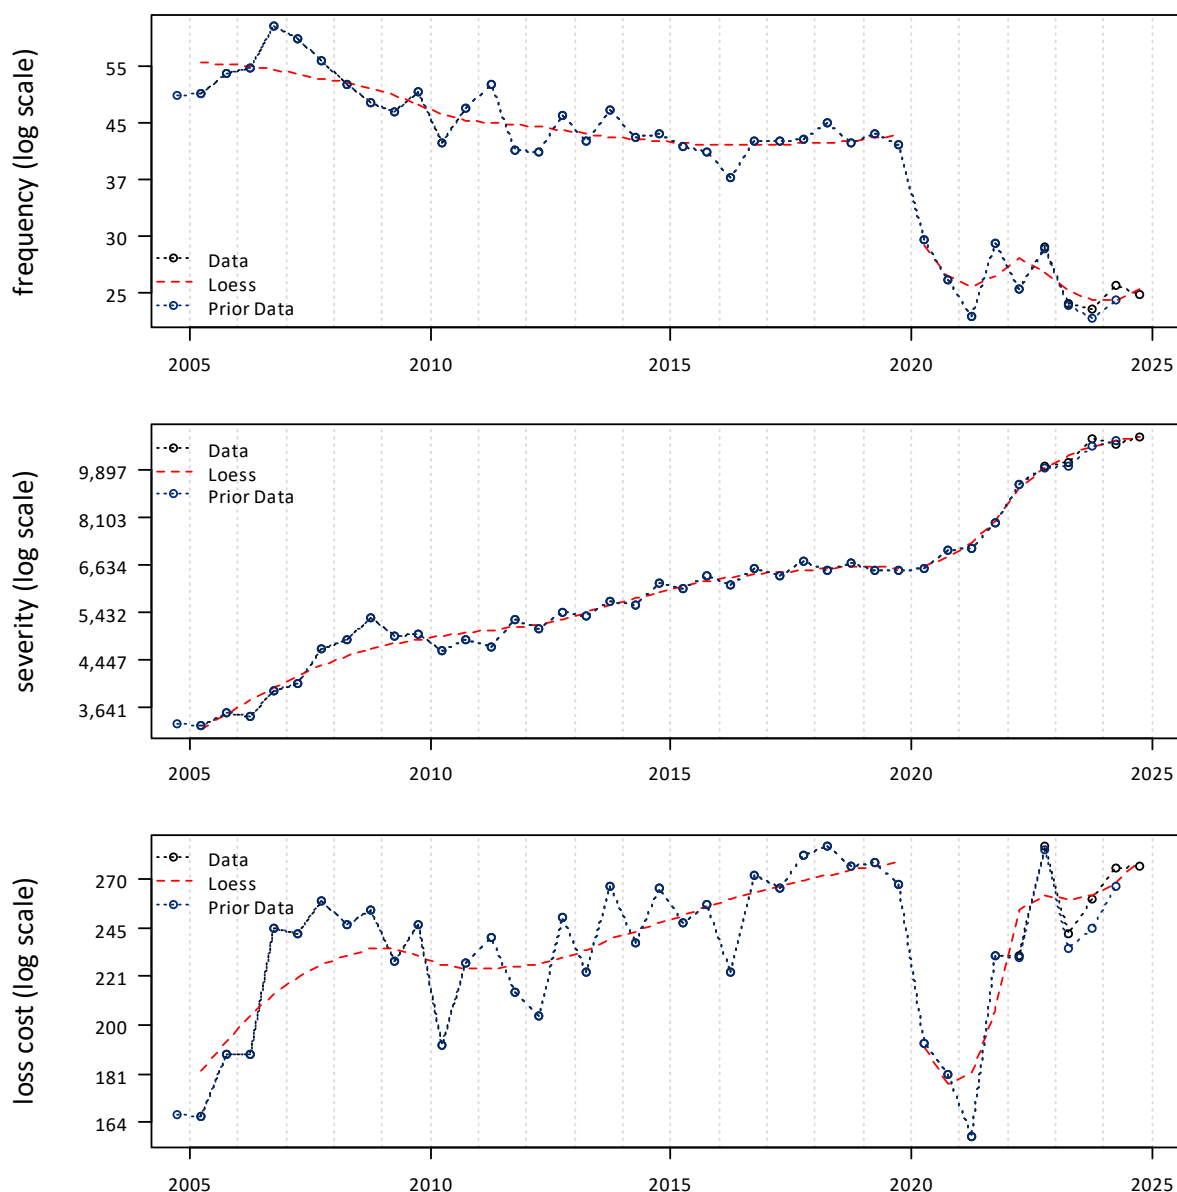 frequency (log scale)
55
45
37
30
25
Data
Loess
Prior Data
2005 2010 2015 2020 2025
severity (log scale)
9,897
8,103
6,634
5,432
4,447
3,641
Data
Loess
Prior Data
2005 2010 2015 2020 2025
loss cost (log scale)
270
245
221
200
181
164
Data
Loess
Prior Data
2005 2010 2015 2020 2025